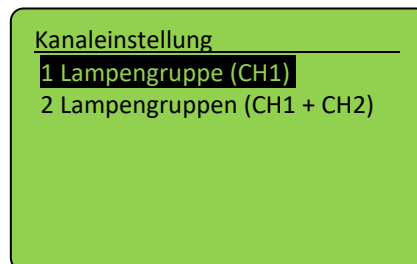 Kanaleinstellung
1 Lampengruppe (CH1)
2 Lampengruppen (CH1 + CH2)